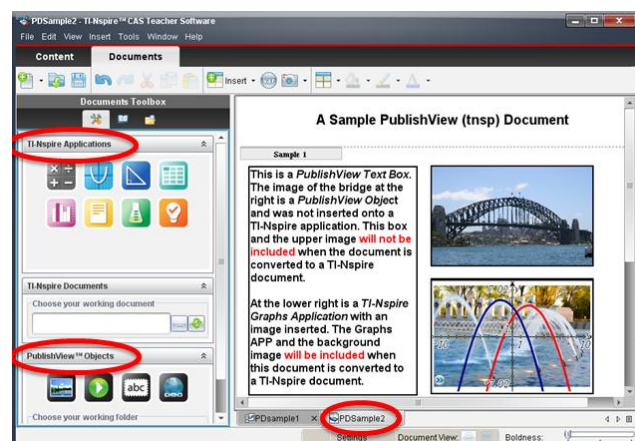 PDSample2 - TI-Nspire™ CAS Teacher Software
File Edit View Insert Tools Window Help
Content Documents
Insert
Documents Toolbox
TI-Nspire Applications
TI-Nspire Documents
Choose your working document
PublishView™ Objects
abc
Choose your working folder
A Sample PublishView (tnsp) Document
Sample 1
This is a PublishView Text Box.
The image of the bridge at the
right is a PublishView Object
and was not inserted onto a
TI-Nspire application. This box
and the upper image will not be
included when the document is
converted to a TI-Nspire
document.
At the lower right is a TI-Nspire
Graphs Application with an
image inserted. The Graphs
APP and the background
image will be included when
this document is converted to
a TI-Nspire document.
-10 1 10
PDsample1 × PDSample2
Settings Document View: Boldness: